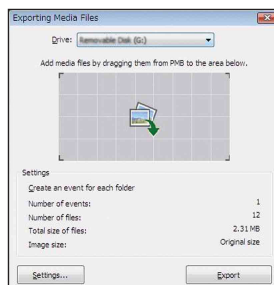 Exporting Media Files
Drive: Removable Disk (G:)
Add media files by dragging them from PMB to the area below.
Settings
Create an event for each folder
Number of events: 1
Number of files: 12
Total size of files: 2.31 MB
Image size: Original size
Settings... Export